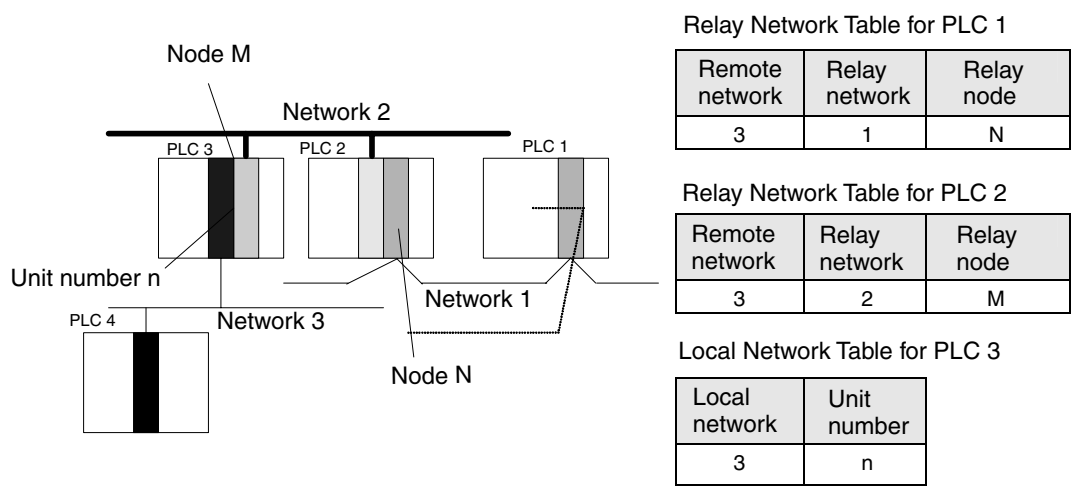 Node M
Network 2
PLC 3
PLC 2
PLC 1
Unit number n
Network 1
PLC 4
Network 3
Node N
Relay Network Table for PLC 1
Remote network
Relay network
Relay node
3
1
N
Relay Network Table for PLC 2
Remote network
Relay network
Relay node
3
2
M
Local Network Table for PLC 3
Local network
Unit number
3
n